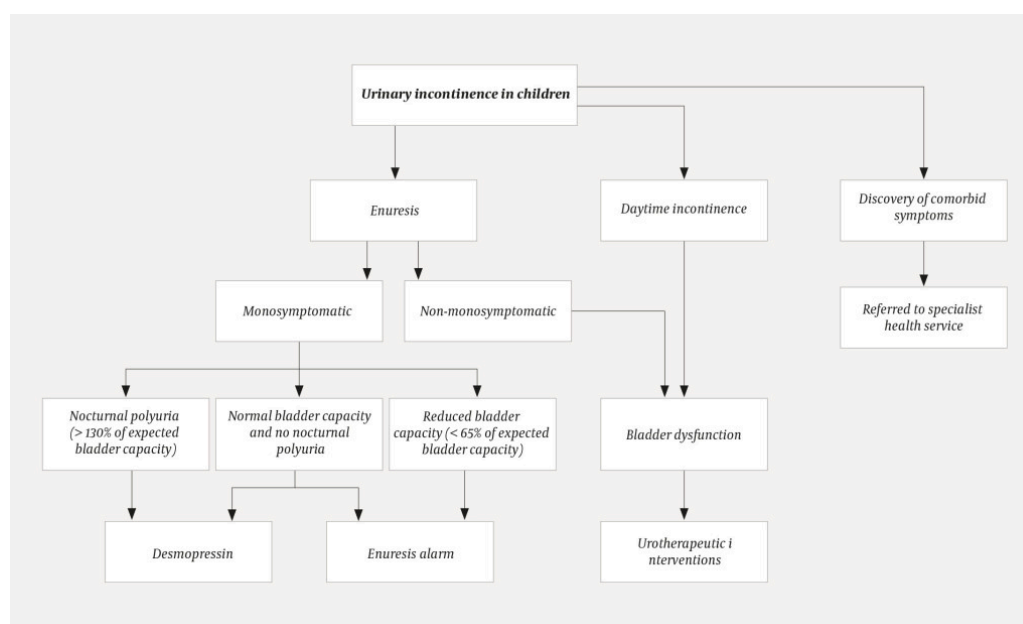 Urinary incontinence in children
Enuresis
Daytime incontinence
Discovery of comorbid
symptoms
Monosymptomatic
Non-monosymptomatic
Referred to specialist
health service
Nocturnal polyuria
(> 130% of expected
bladder capacity)
Normal bladder capacity
and no nocturnal
polyuria
Reduced bladder
capacity (< 65% of expected
bladder capacity)
Bladder dysfunction
Desmopressin
Enuresis alarm
Urotherapeutic i
nterventions